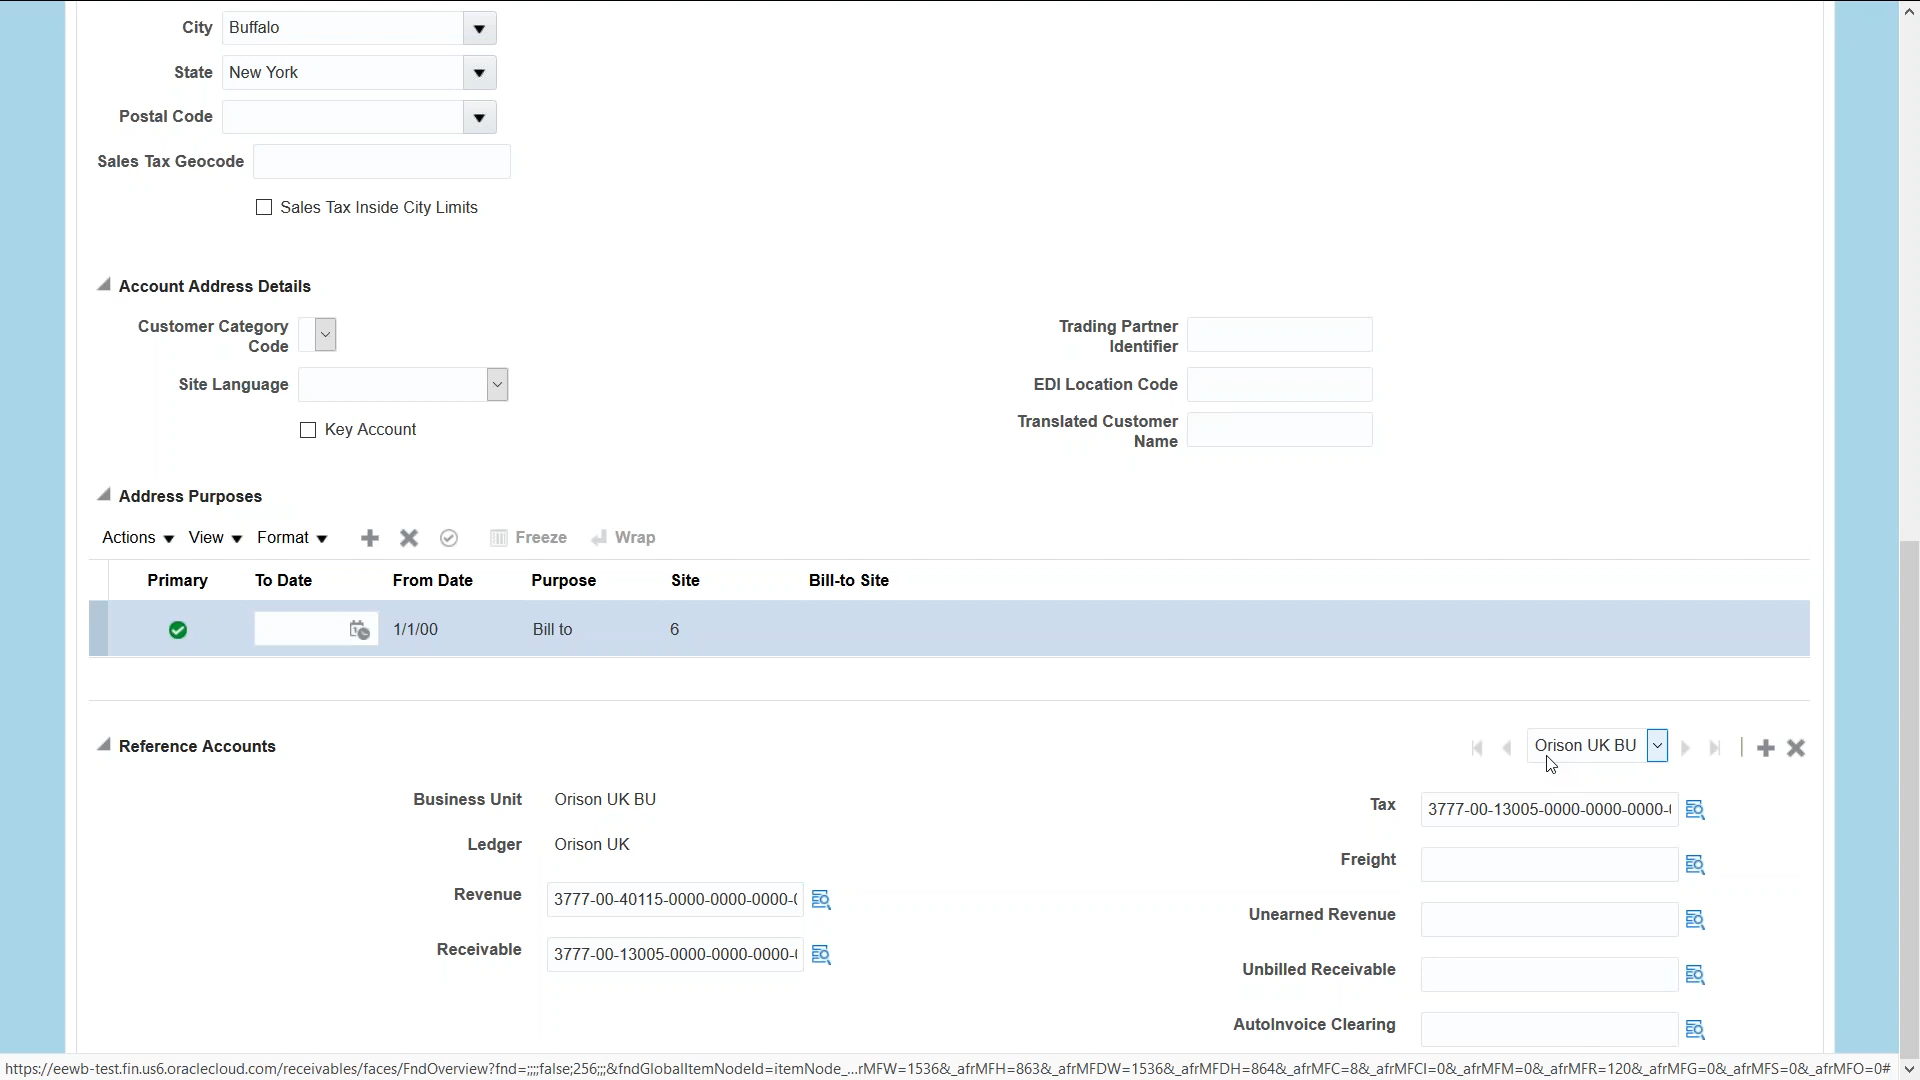 City Buffalo
State New York
Postal Code
Sales Tax Geocode
Sales Tax Inside City Limits
Account Address Details
Customer Category
Code
Trading Partner
Identifier
Site Language
EDI Location Code
Key Account
Translated Customer
Name
Address Purposes
Actions View Format Freeze Wrap
Primary To Date From Date Purpose Site Bill-to Site
1/1/00 Bill to 6
Reference Accounts Orison UK BU
Business Unit Orison UK BU
Tax 3777-00-13005-0000-0000-0000-
Ledger Orison UK
Freight
Revenue 3777-00-40115-0000-0000-0000-
Unearned Revenue
Receivable 3777-00-13005-0000-0000-0000-
Unbilled Receivable
AutoInvoice Clearing
https://eewb-test.fin.us6.oraclecloud.com/receivables/faces/FndOverview?fnd=;;;;false;256;;;&fndGlobalItemNodeId=itemNode_...rMFW=1536&_afrMFH=863&_afrMFDW=1536&_afrMFDH=864&_afrMFC=8&_afrMFCI=0&_afrMFM=0&_afrMFR=120&_afrMFG=0&_afrMFS=0&_afrMFO=0#